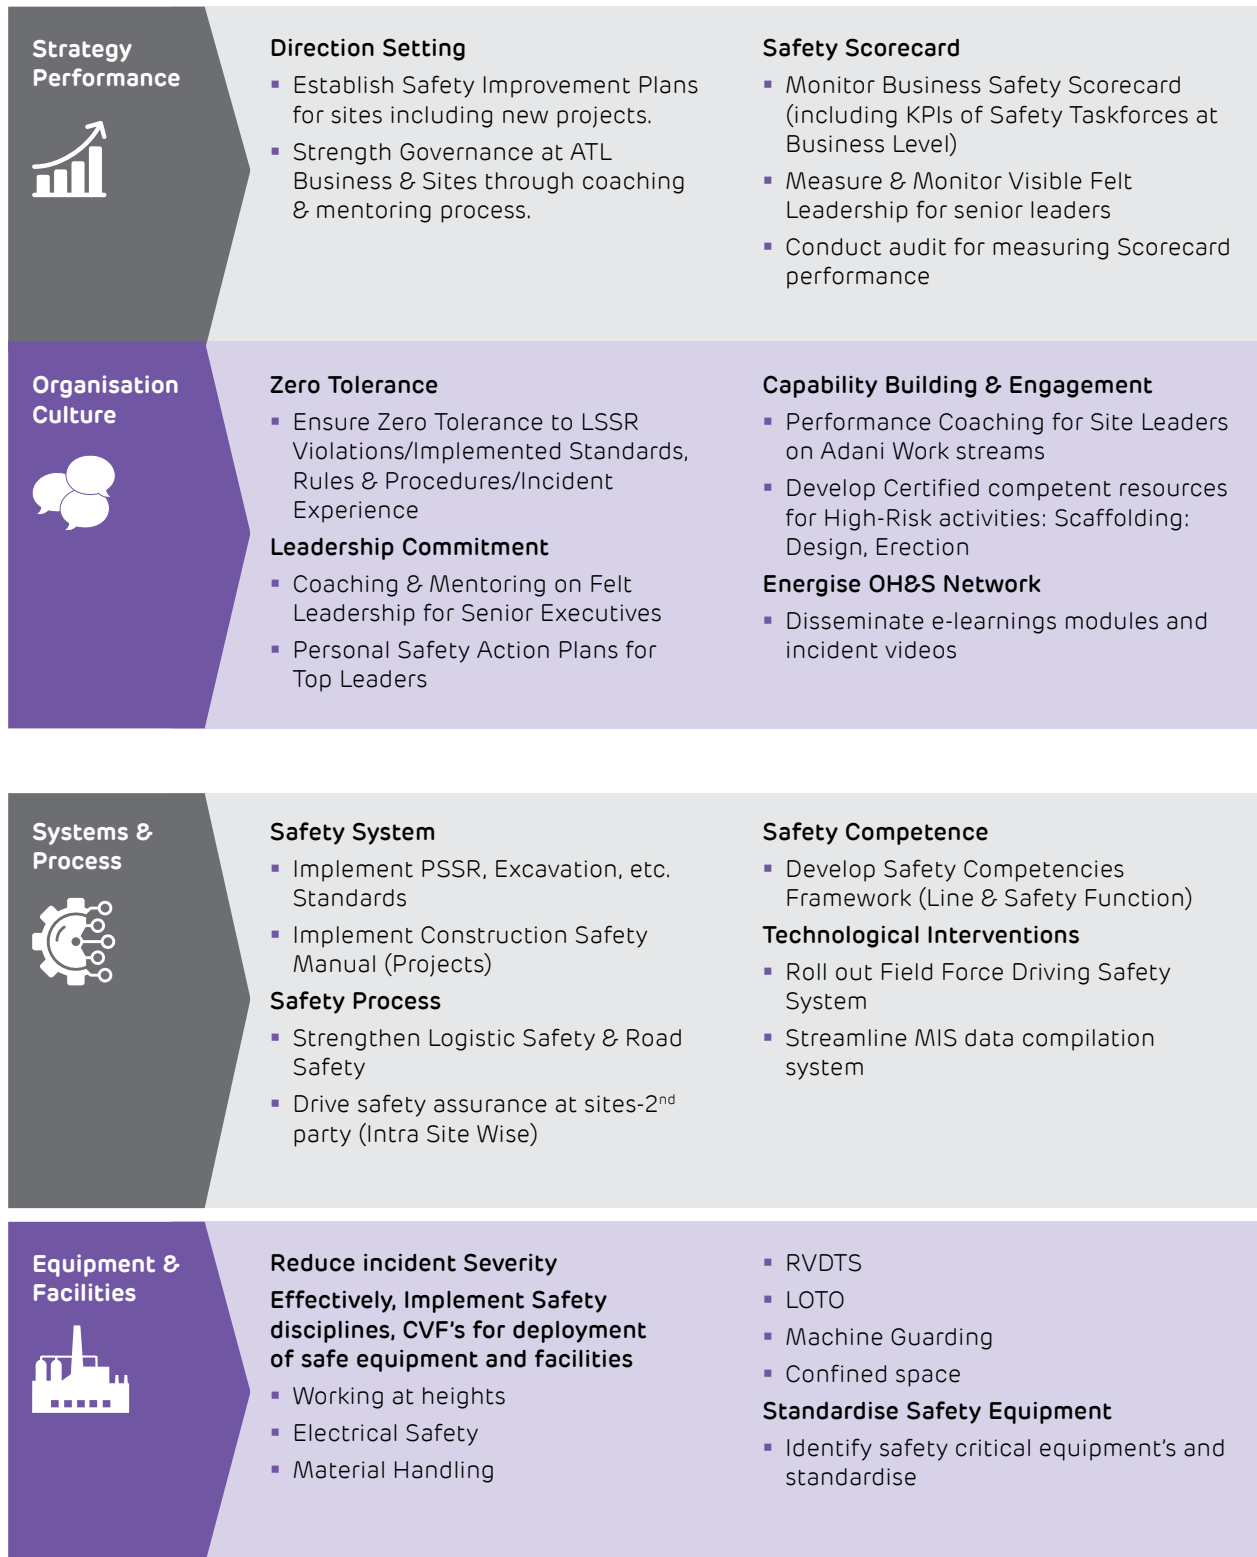 Strategy
Performance
Direction Setting
▪ Establish Safety Improvement Plans
for sites including new projects.
▪ Strength Governance at ATL
Business & Sites through coaching
& mentoring process.
Safety Scorecard
▪ Monitor Business Safety Scorecard
(including KPIs of Safety Taskforces at
Business Level)
▪ Measure & Monitor Visible Felt
Leadership for senior leaders
▪ Conduct audit for measuring Scorecard
performance
Organisation
Culture
Zero Tolerance
▪ Ensure Zero Tolerance to LSSR
Violations/Implemented Standards,
Rules & Procedures/Incident
Experience
Leadership Commitment
▪ Coaching & Mentoring on Felt
Leadership for Senior Executives
▪ Personal Safety Action Plans for
Top Leaders
Capability Building & Engagement
▪ Performance Coaching for Site Leaders
on Adani Work streams
▪ Develop Certified competent resources
for High-Risk activities: Scaffolding:
Design, Erection
Energise OH&S Network
▪ Disseminate e-learnings modules and
incident videos
Systems &
Process
Safety System
▪ Implement PSSR, Excavation, etc.
Standards
▪ Implement Construction Safety
Manual (Projects)
Safety Process
▪ Strengthen Logistic Safety & Road
Safety
▪ Drive safety assurance at sites-2nd
party (Intra Site Wise)
Safety Competence
▪ Develop Safety Competencies
Framework (Line & Safety Function)
Technological Interventions
▪ Roll out Field Force Driving Safety
System
▪ Streamline MIS data compilation
system
Equipment &
Facilities
Reduce incident Severity
Effectively, Implement Safety
disciplines, CVF's for deployment
of safe equipment and facilities
▪ Working at heights
▪ Electrical Safety
▪ Material Handling
▪ RVDTS
▪ LOTO
▪ Machine Guarding
▪ Confined space
Standardise Safety Equipment
▪ Identify safety critical equipment's and
standardise